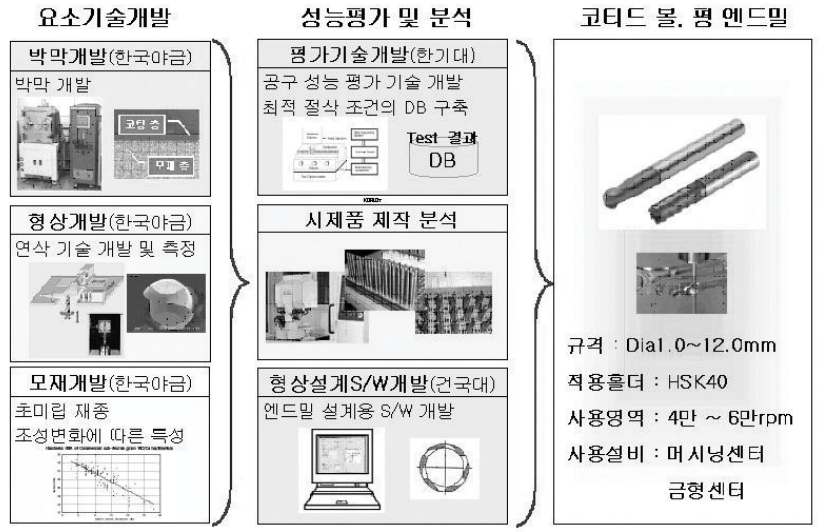 요소기술개발
박막개발(한국야금)
박막 개발
코팅 층
모재 층
형상개발(한국야금)
연삭 기술 개발 및 측정
모재개발(한국야금)
초미립 재종
조성변화에 따른 특성
성능평가 및 분석
평가기술개발(한기대)
공구 성능 평가 기술 개발
최적 절삭 조건의 DB 구축
Test 결과
DB
KORLOY
시제품 제작 분석
형상설계S/W개발(건국대)
엔드밀 설계용 S/W 개발
코티드 볼. 평 엔드밀
규격 : Dia1.0~12.0mm
적용홀더 : HSK40
사용영역 : 4만 ~ 6만rpm
사용설비 : 머시닝센터
금형센터